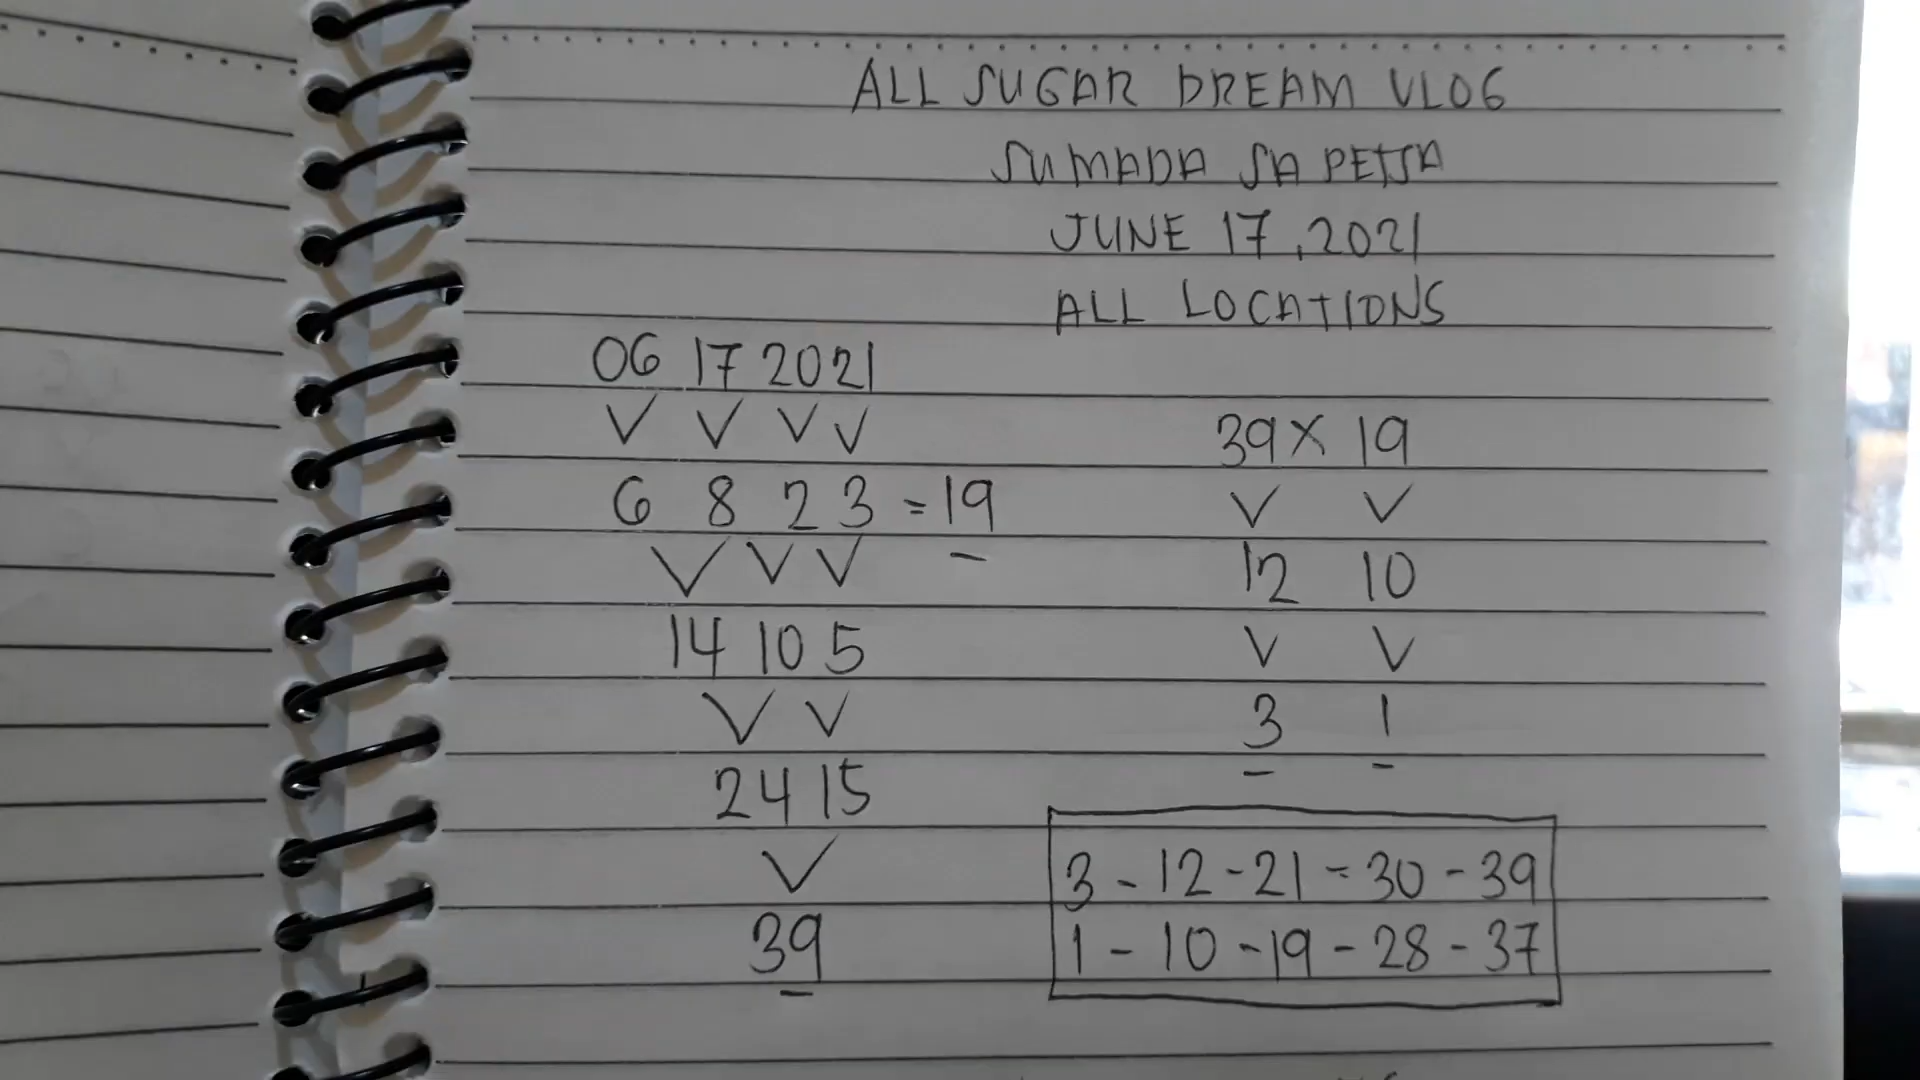 ALL SUGAR DREAM VLOG
SUMADA SA PETSA
JUNE 17, 2021
ALL LOCATIONS
06 17 2021
6 8 2 3 = 19
14 10 5
24 15
39
39 X 19
12 10
3 1
3 - 12 - 21 - 30 - 39
1 - 10 - 19 - 28 - 37